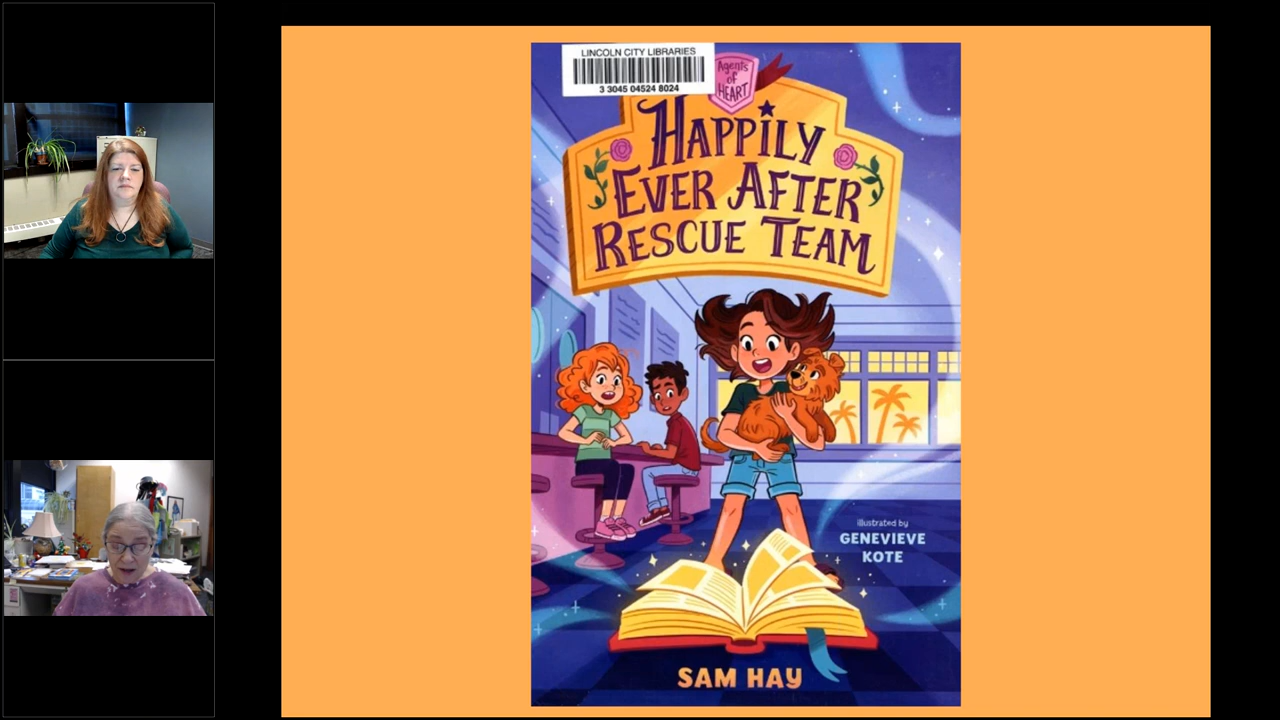 LINCOLN CITY LIBRARIES
3 3045 04524 8024
Agents
of
HEART
HAPPILY
EVER AFTER
RESCUE TEAM
illustrated by
GENEVIEVE
KOTE
SAM HAY